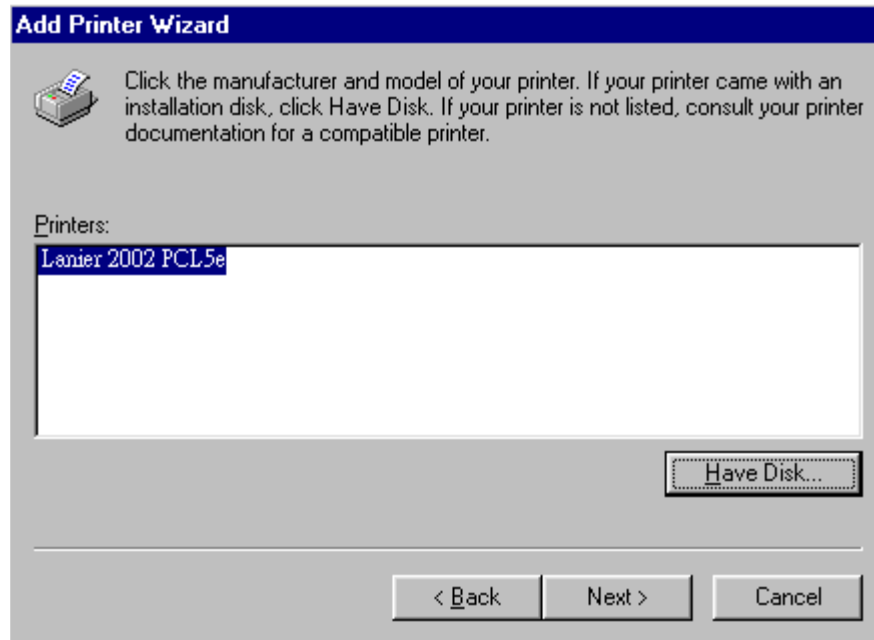 Add Printer Wizard
Click the manufacturer and model of your printer. If your printer came with an
installation disk, click Have Disk. If your printer is not listed, consult your printer
documentation for a compatible printer.
Printers:
Lanier 2002 PCL5e
Have Disk...
< Back Next > Cancel